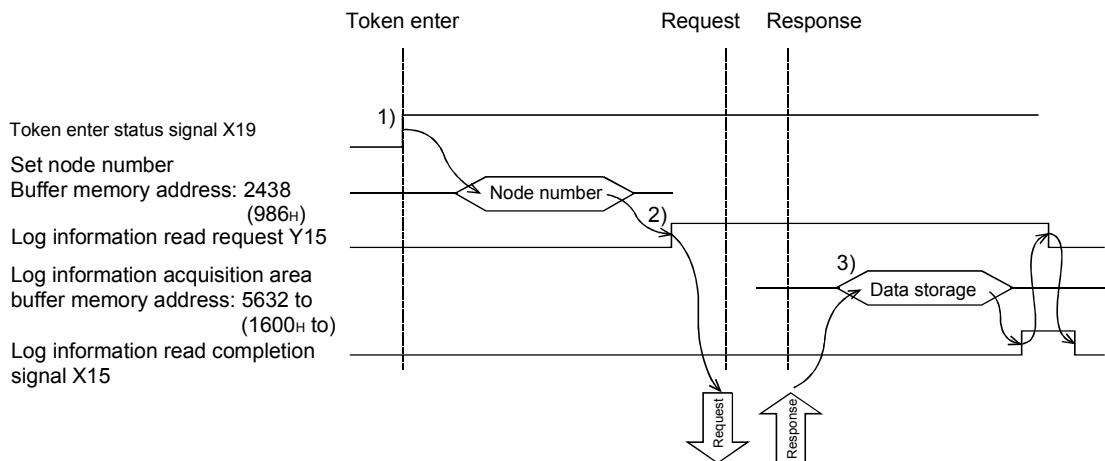 Token enter
Request
Response
1)
Token enter status signal X19
Set node number
Buffer memory address: 2438
(986H)
Node number
2)
Log information read request Y15
Log information acquisition area
buffer memory address: 5632 to
(1600H to)
3)
Data storage
Log information read completion
signal X15
Request
Response